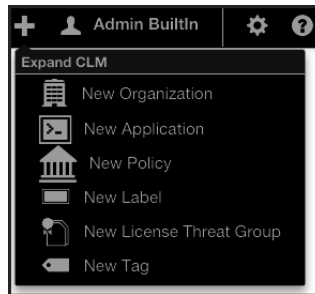 Admin BuiltIn
Expand CLM
New Organization
New Application
New Policy
New Label
New License Threat Group
New Tag